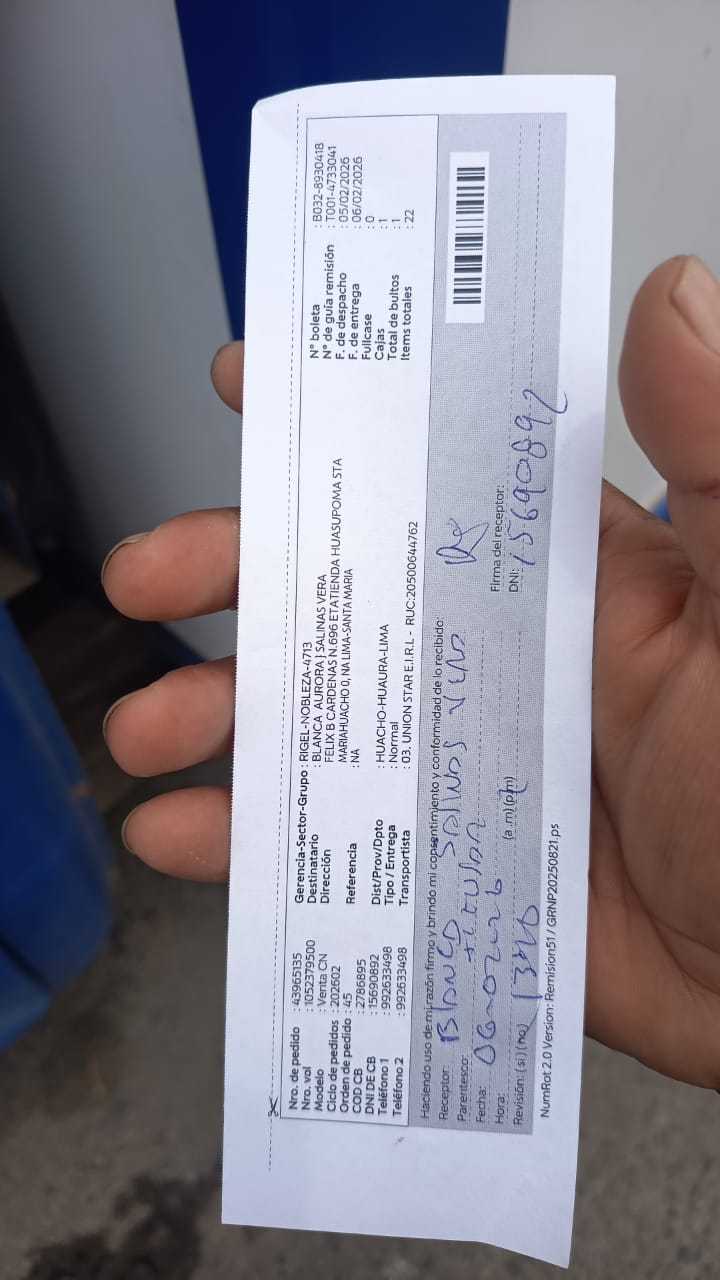 Nro. de pedido : 43965135
Nro. vol : 1052379500
Modelo : Venta CN
Ciclo de pedidos : 202602
Orden de pedido : 45
COD CB : 2786895
DNI DE CB : 15690892
Teléfono 1 : 992633498
Teléfono 2 : 992633498
Gerencia-Sector-Grupo : RIGEL-NOBLEZA-4713
Destinatario : BLANCA AURORA J SALINAS VERA
Dirección FELIX B CARDENAS N.696 ETATIENDA HUASUPOMA STA
MARIAHUACHO 0, NA LIMA-SANTA MARIA
Referencia : NA
Dist/Prov/Dpto : HUACHO-HUAURA-LIMA
Tipo / Entrega : Normal
Transportista : 03. UNION STAR E.I.R.L - RUC:20500644762
N° boleta : B032-8930418
N° de guía remisión : T001-4733041
F. de despacho : 05/02/2026
F. de entrega : 06/02/2026
Fullcase : 0
Cajas : 1
Total de bultos : 1
Items totales : 22
Haciendo uso de mi razón firmo y brindo mi consentimiento y conformidad de lo recibido:
Receptor: Blanca Salinas Vera
Parentesco: titular
Fecha: 06-02-2026
Hora: 1340 (a .m) (p.m)
Revisión: (si) (no)
Firma del receptor:
DNI: 15690892
NumRot 2.0 Version: Remision51 / GRNP20250821.ps